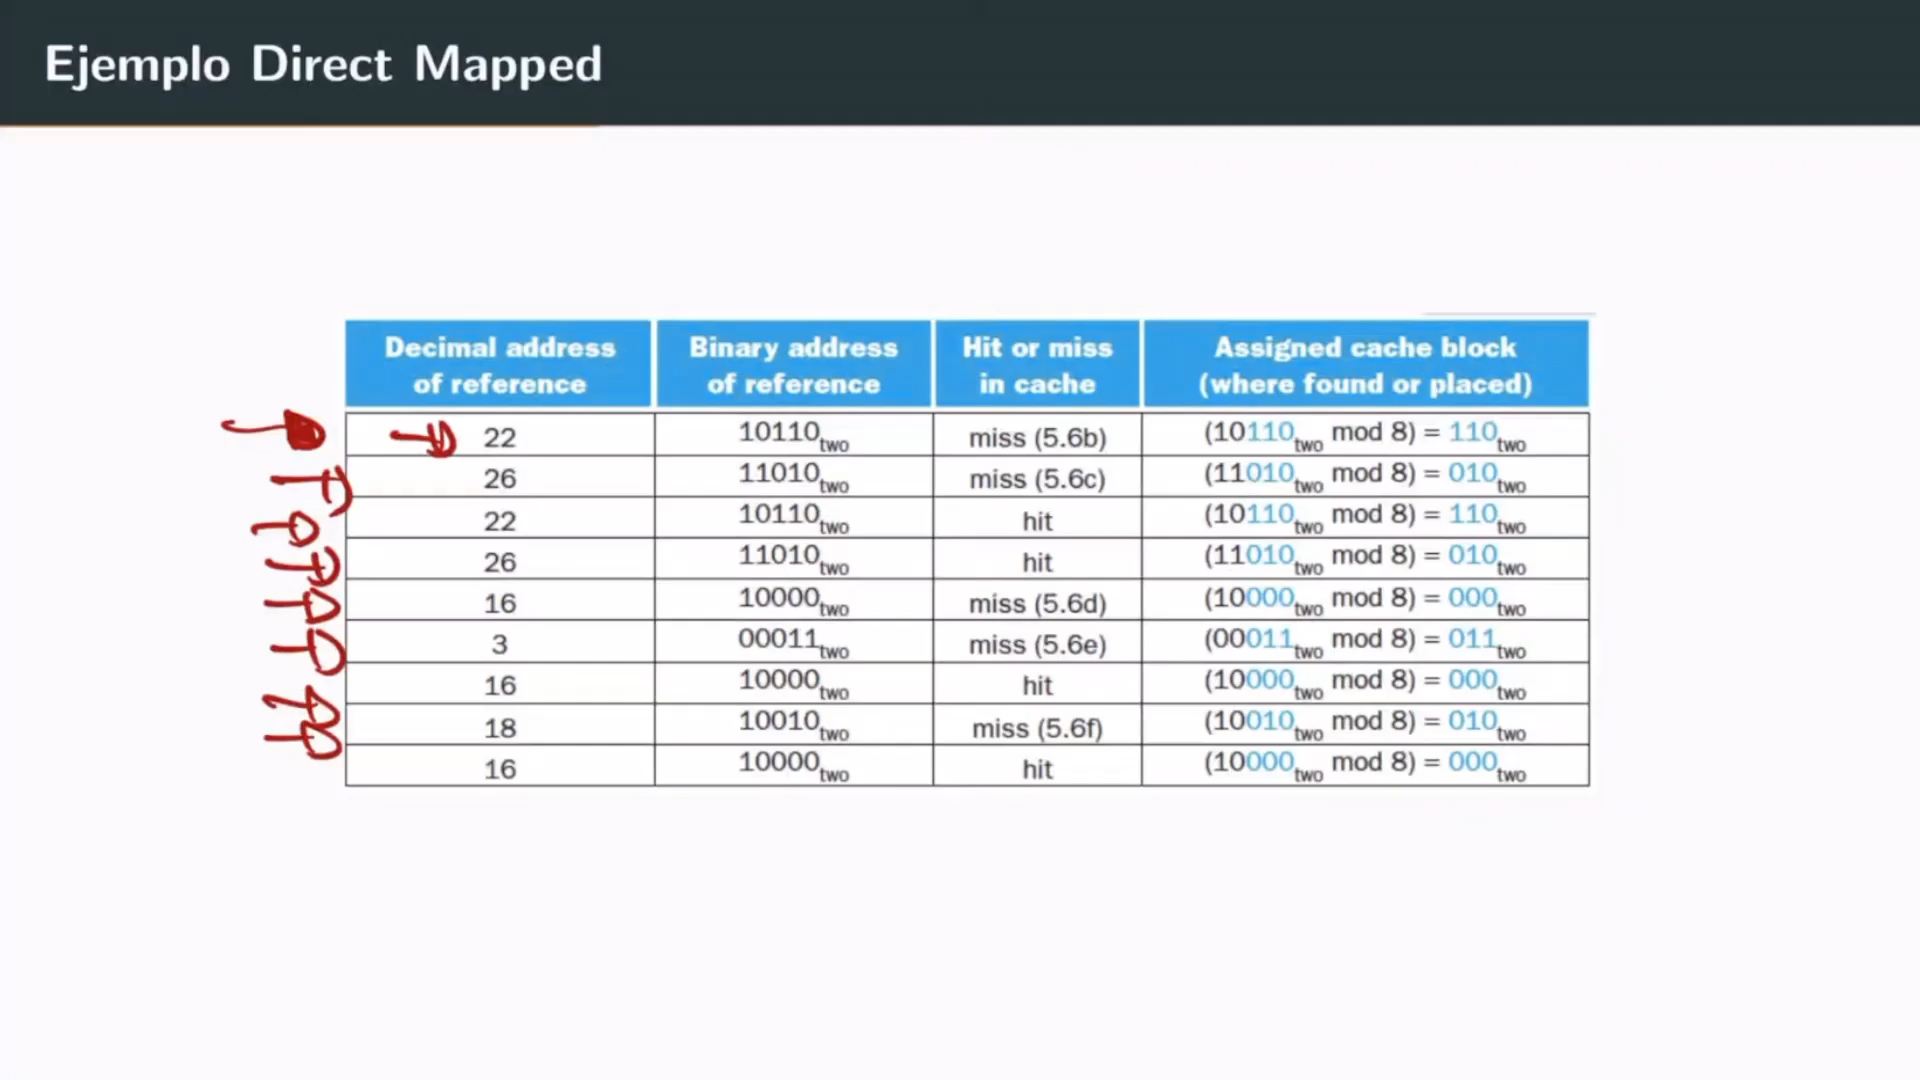 Ejemplo Direct Mapped
Decimal address of reference Binary address of reference Hit or miss in cache Assigned cache block (where found or placed)
22 10110two miss (5.6b) (10110two mod 8) = 110two
26 11010two miss (5.6c) (11010two mod 8) = 010two
22 10110two hit (10110two mod 8) = 110two
26 11010two hit (11010two mod 8) = 010two
16 10000two miss (5.6d) (10000two mod 8) = 000two
3 00011two miss (5.6e) (00011two mod 8) = 011two
16 10000two hit (10000two mod 8) = 000two
18 10010two miss (5.6f) (10010two mod 8) = 010two
16 10000two hit (10000two mod 8) = 000two